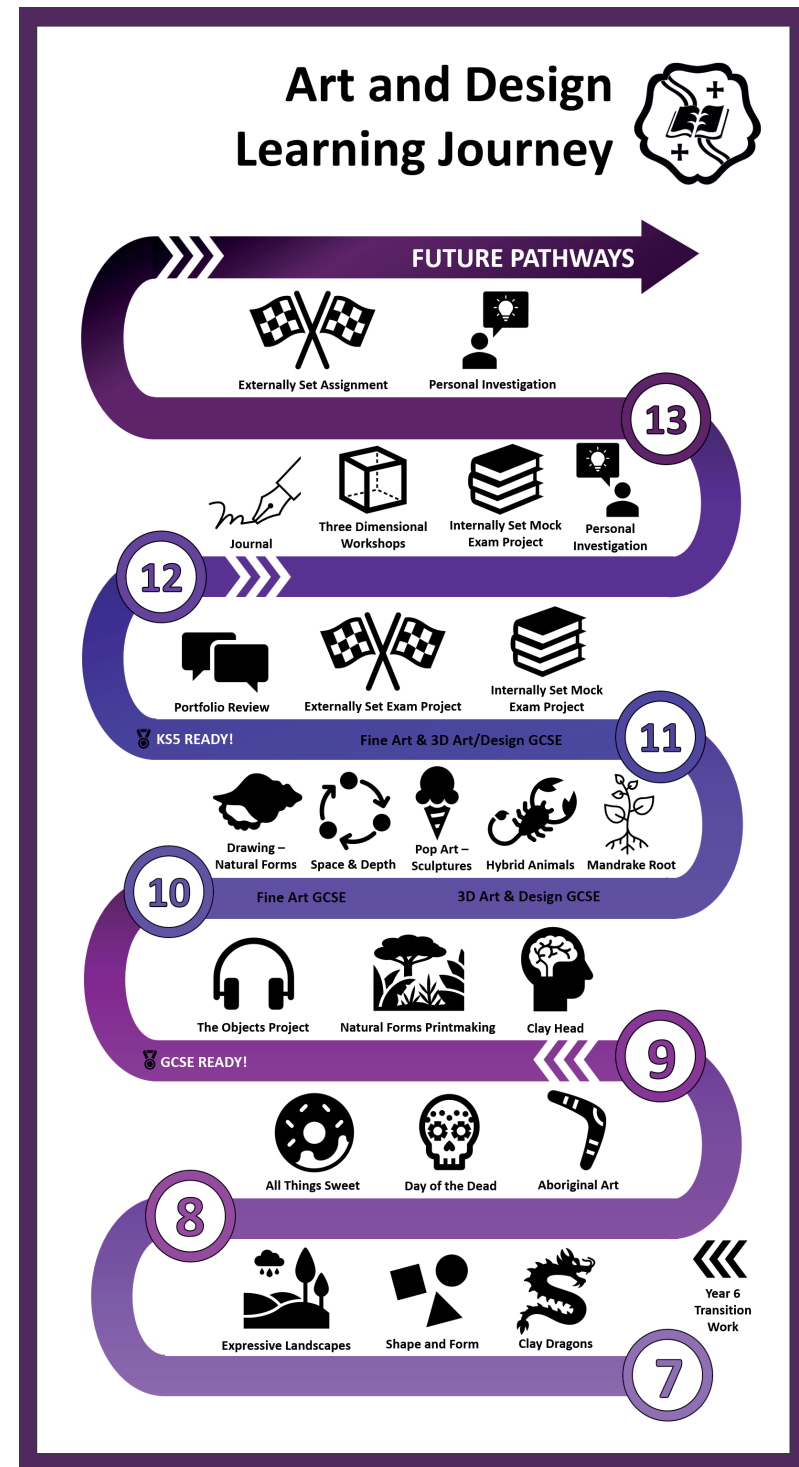 Art and Design
Learning Journey
FUTURE PATHWAYS
Externally Set Assignment
Personal Investigation
13
Journal
Three Dimensional
Workshops
Internally Set Mock
Exam Project
Personal
Investigation
12
Portfolio Review
Externally Set Exam Project
Internally Set Mock
Exam Project
KS5 READY!
Fine Art & 3D Art/Design GCSE
11
Drawing –
Natural Forms
Space & Depth
Pop Art –
Sculptures
Hybrid Animals
Mandrake Root
10
Fine Art GCSE
3D Art & Design GCSE
The Objects Project
Natural Forms Printmaking
Clay Head
GCSE READY!
9
All Things Sweet
Day of the Dead
Aboriginal Art
8
Expressive Landscapes
Shape and Form
Clay Dragons
Year 6
Transition
Work
7